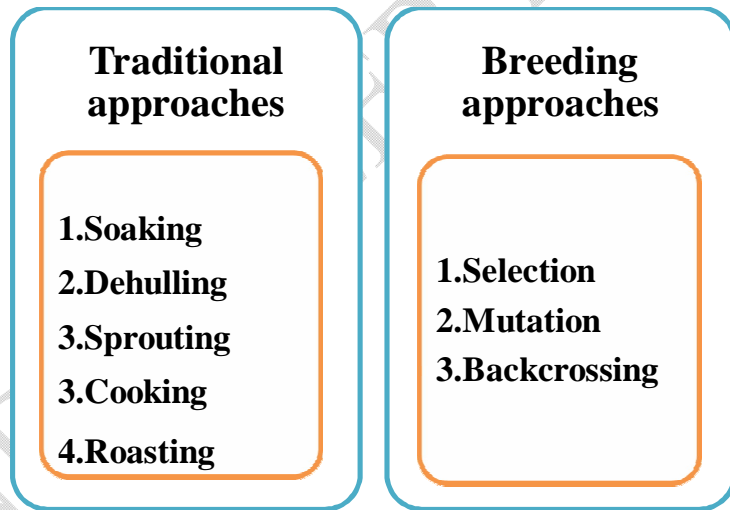 Traditional
approaches
1.Soaking
2.Dehulling
3.Sprouting
3.Cooking
4.Roasting
Breeding
approaches
1.Selection
2.Mutation
3.Backcrossing